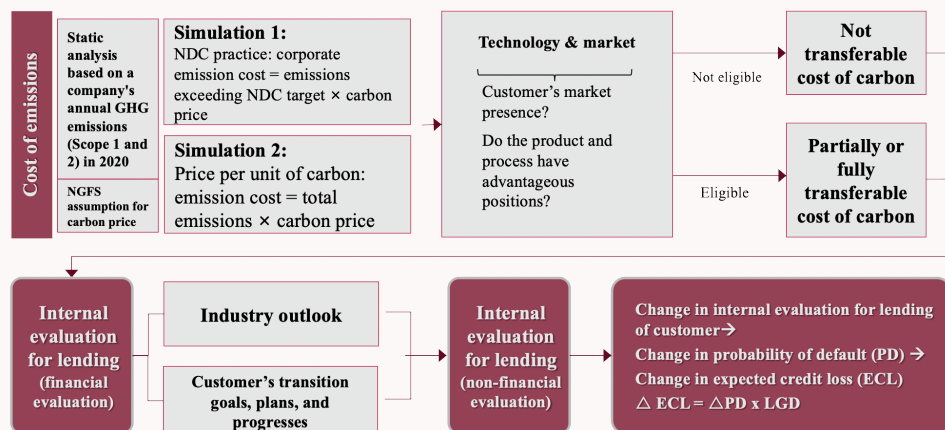 Cost of emissions
Static
analysis
based on a
company's
annual GHG
emissions
(Scope 1 and
2) in 2020
NGFS
assumption for
carbon price
Simulation 1:
NDC practice: corporate
emission cost = emissions
exceeding NDC target × carbon
price
Simulation 2:
Price per unit of carbon:
emission cost = total
emissions × carbon price
Technology & market
Customer's market
presence?
Do the product and
process have
advantageous
positions?
Not eligible
Eligible
Not
transferable
cost of carbon
Partially or
fully
transferable
cost of carbon
Internal
evaluation
for lending
(financial
evaluation)
Industry outlook
Customer's transition
goals, plans, and
progresses
Internal
evaluation
for lending
(non-financial
evaluation)
Change in internal evaluation for lending
of customer→
Change in probability of default (PD) →
Change in expected credit loss (ECL)
△ ECL = △PD x LGD